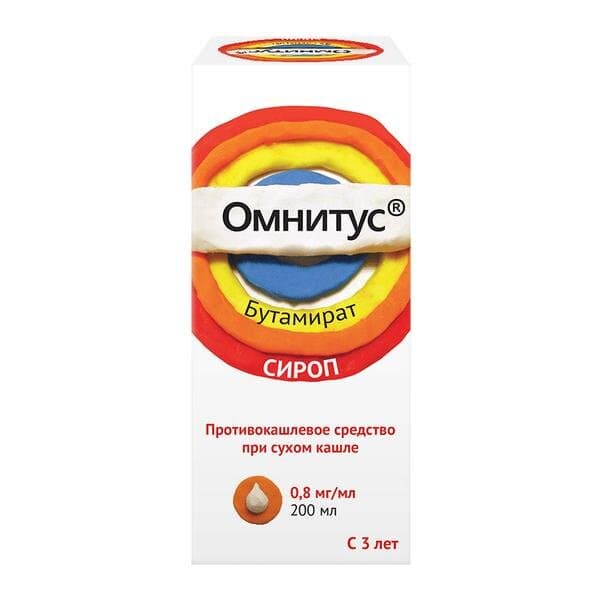 Омнитус®
Бутамират
СИРОП
Противокашлевое средство
при сухом кашле
0,8 мг/мл
200 мл
С 3 лет